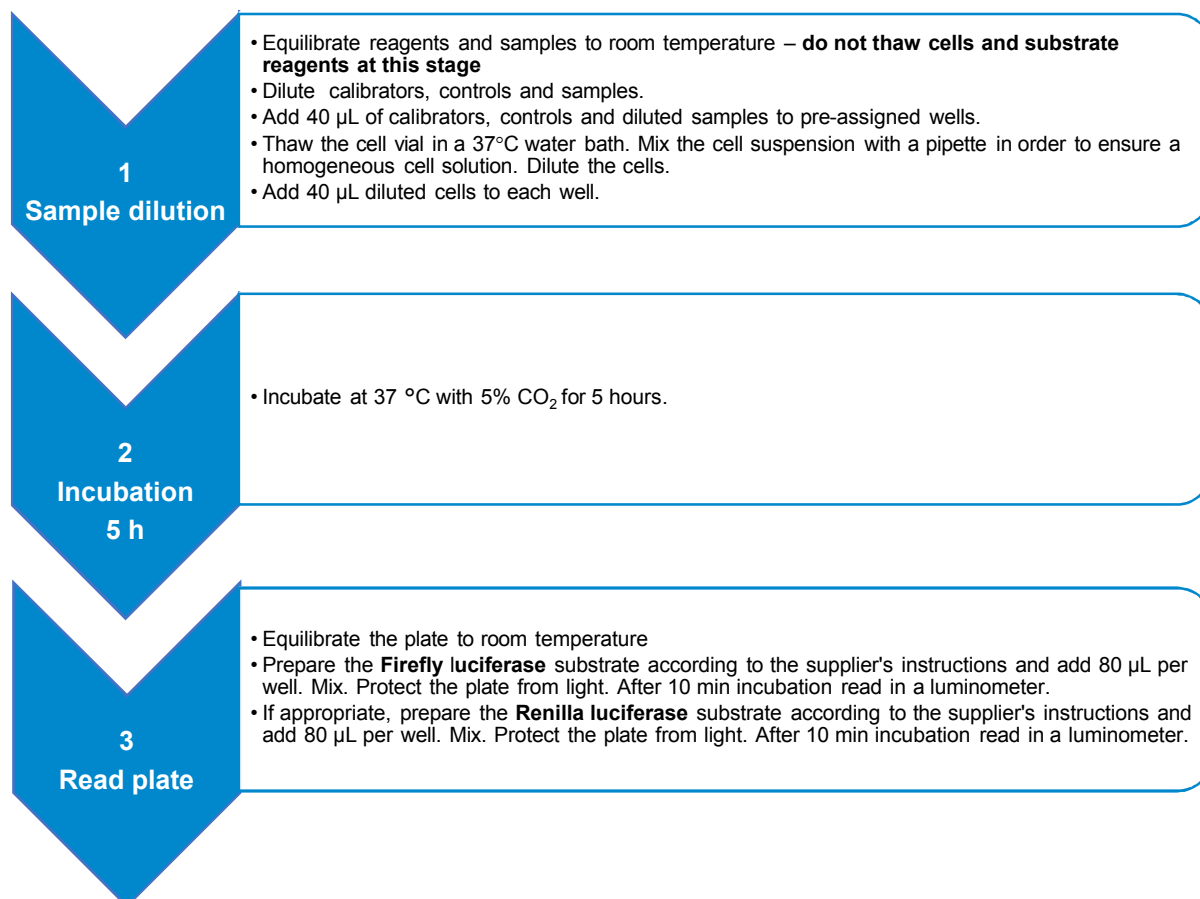 1
Sample dilution
• Equilibrate reagents and samples to room temperature – do not thaw cells and substrate
reagents at this stage
• Dilute calibrators, controls and samples.
• Add 40 µL of calibrators, controls and diluted samples to pre-assigned wells.
• Thaw the cell vial in a 37°C water bath. Mix the cell suspension with a pipette in order to ensure a
homogeneous cell solution. Dilute the cells.
• Add 40 µL diluted cells to each well.
2
Incubation
5 h
• Incubate at 37 °C with 5% CO₂ for 5 hours.
3
Read plate
• Equilibrate the plate to room temperature
• Prepare the Firefly luciferase substrate according to the supplier's instructions and add 80 µL per
well. Mix. Protect the plate from light. After 10 min incubation read in a luminometer.
• If appropriate, prepare the Renilla luciferase substrate according to the supplier's instructions and
add 80 µL per well. Mix. Protect the plate from light. After 10 min incubation read in a luminometer.